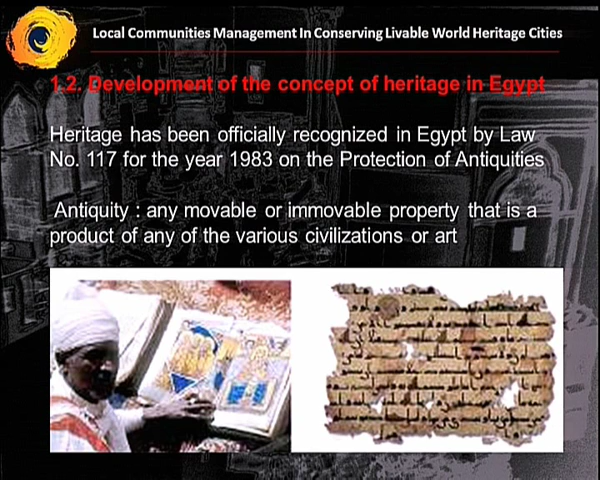 Local Communities Management In Conserving Livable World Heritage Cities
1.2. Development of the concept of heritage in Egypt
Heritage has been officially recognized in Egypt by Law
No. 117 for the year 1983 on the Protection of Antiquities
Antiquity : any movable or immovable property that is a
product of any of the various civilizations or art